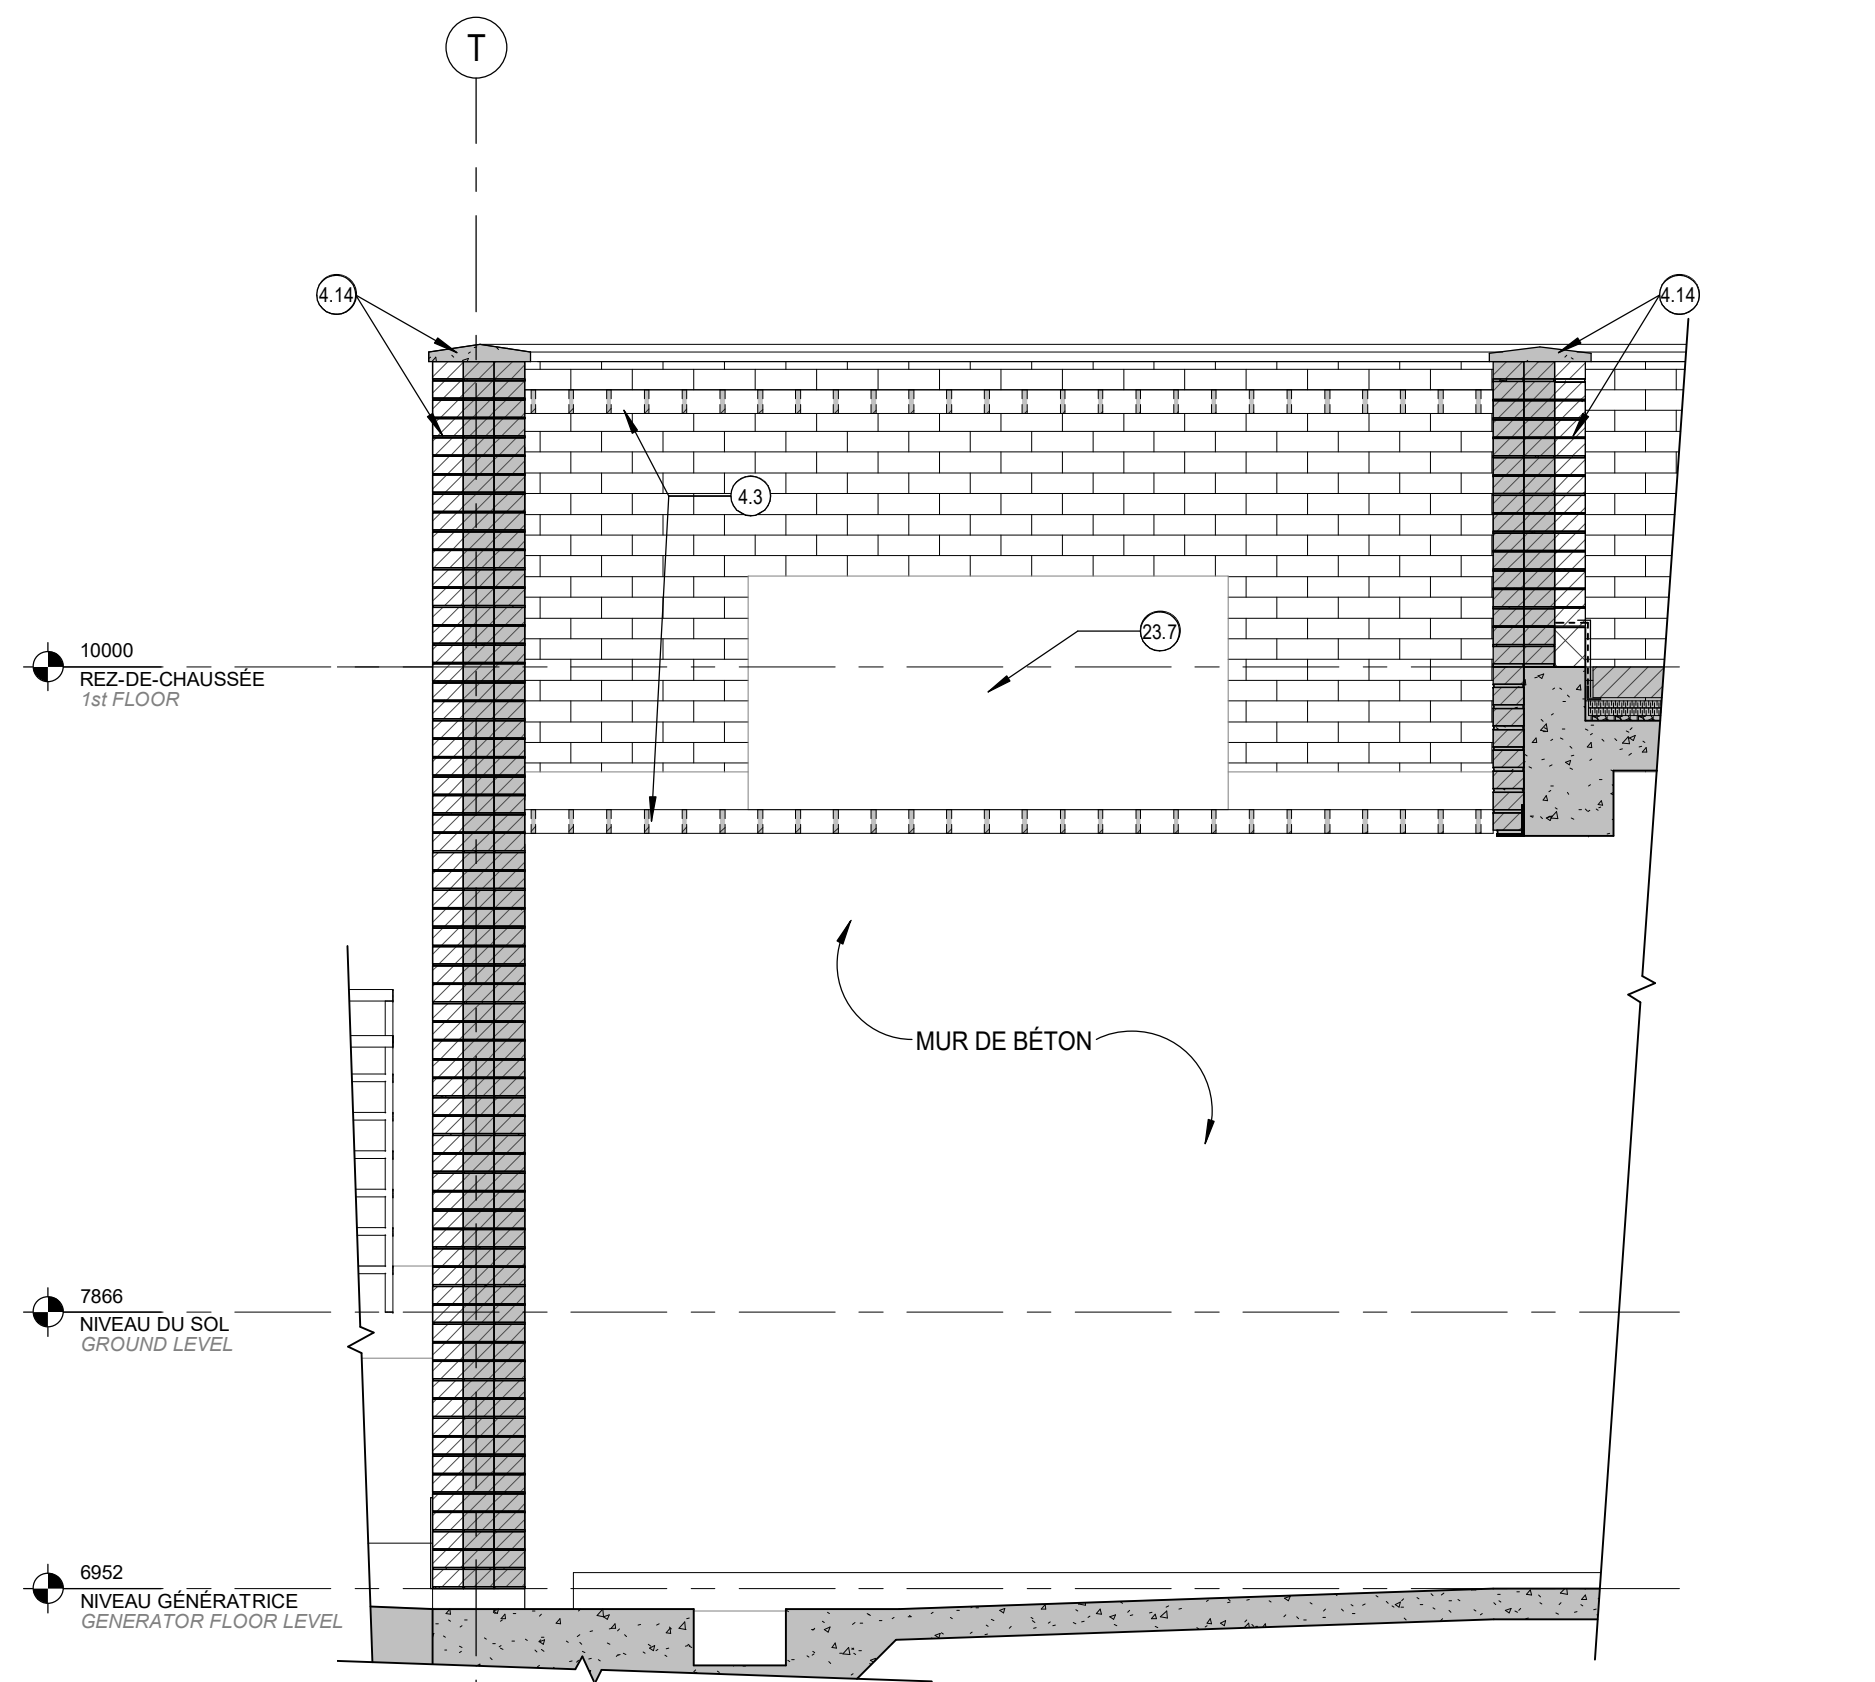 T
4.14
4.14
4.3
23.7
10000
REZ-DE-CHAUSSÉE
1st FLOOR
MUR DE BÉTON
7866
NIVEAU DU SOL
GROUND LEVEL
6952
NIVEAU GÉNÉRATRICE
GENERATOR FLOOR LEVEL